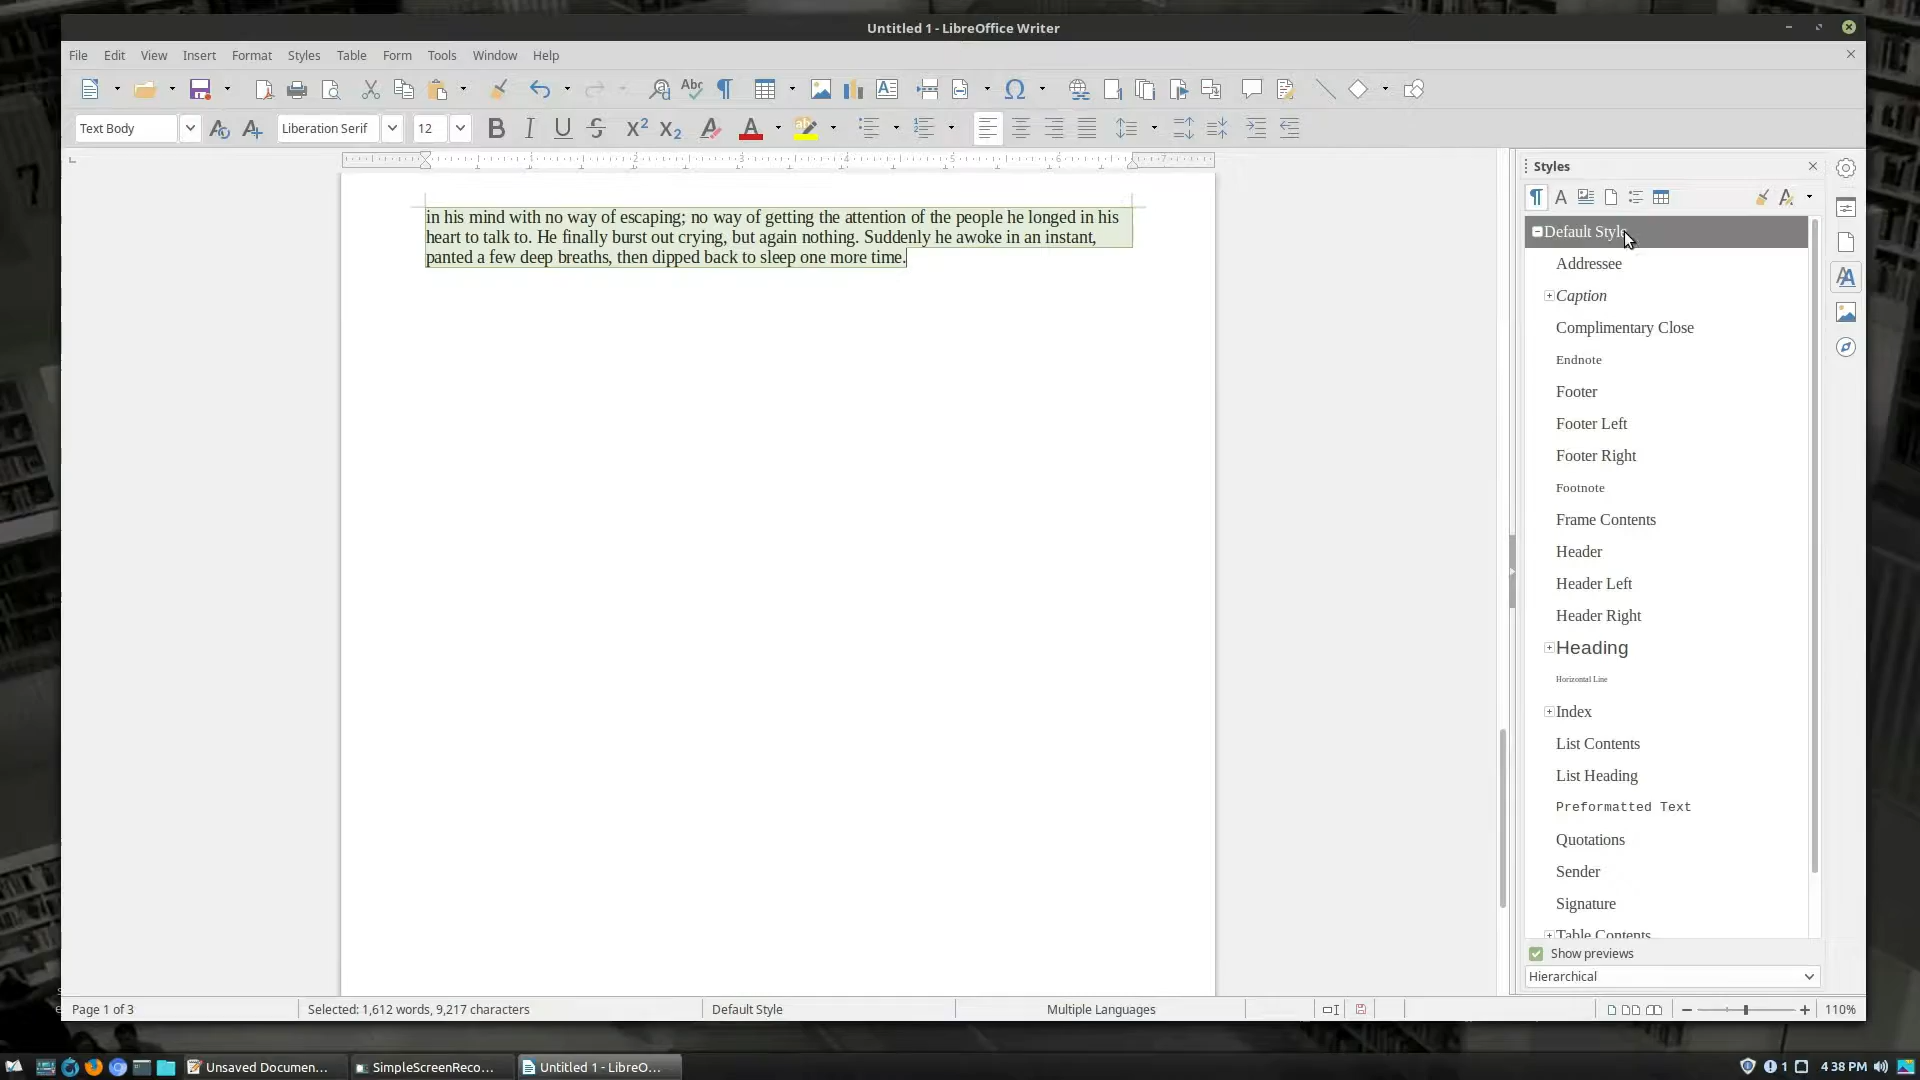 Untitled 1 - LibreOffice Writer
File Edit View Insert Format Styles Table Form Tools Window Help
Text Body Liberation Serif 12
in his mind with no way of escaping; no way of getting the attention of the people he longed in his
heart to talk to. He finally burst out crying, but again nothing. Suddenly he awoke in an instant,
panted a few deep breaths, then dipped back to sleep one more time.
Styles
Default Style
Addressee
Caption
Complimentary Close
Endnote
Footer
Footer Left
Footer Right
Footnote
Frame Contents
Header
Header Left
Header Right
Heading
Horizontal Line
Index
List Contents
List Heading
Preformatted Text
Quotations
Sender
Signature
Table Contents
Show previews
Hierarchical
Page 1 of 3 Selected: 1,612 words, 9,217 characters Default Style Multiple Languages 110%
Unsaved Documen... SimpleScreenReco... Untitled 1 - LibreO... 1 4:38 PM